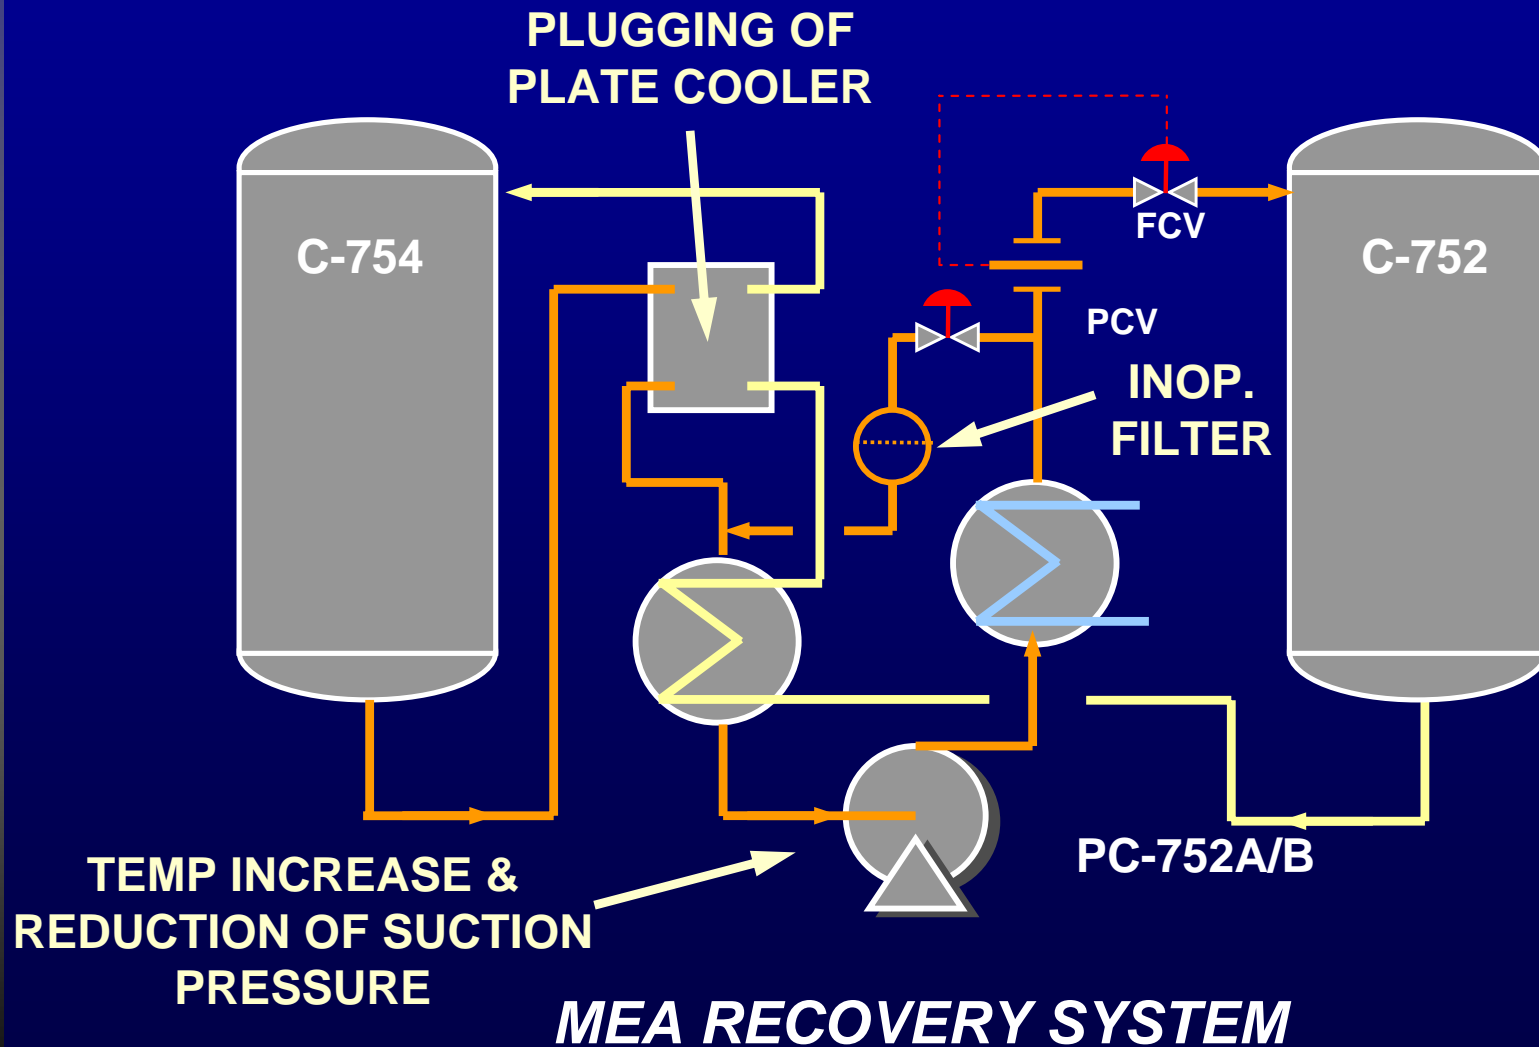 PLUGGING OF
PLATE COOLER
C-754
FCV
C-752
PCV
INOP.
FILTER
PC-752A/B
TEMP INCREASE &
REDUCTION OF SUCTION
PRESSURE
MEA RECOVERY SYSTEM